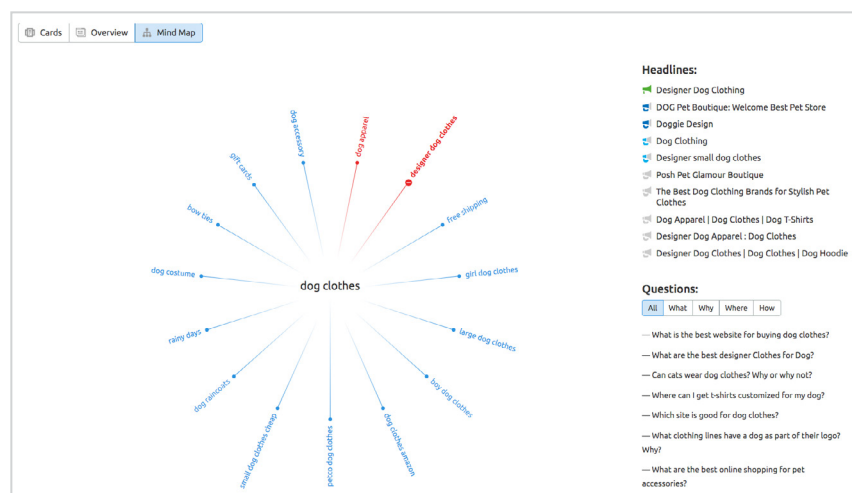 Cards
Overview
Mind Map
dog accessory
dog apparel
designer dog clothes
gift cards
free shipping
bow ties
dog costume
dog clothes
girl dog clothes
rainy days
large dog clothes
dog raincoats
boy dog clothes
small dog clothes cheap
pecco dog clothes
dog clothes amazon
Headlines:
Designer Dog Clothing
DOG Pet Boutique: Welcome Best Pet Store
Doggie Design
Dog Clothing
Designer small dog clothes
Posh Pet Glamour Boutique
The Best Dog Clothing Brands for Stylish Pet
Clothes
Dog Apparel | Dog Clothes | Dog T-Shirts
Designer Dog Apparel : Dog Clothes
Designer Dog Clothes | Dog Clothes | Dog Hoodie
Questions:
All What Why Where How
— What is the best website for buying dog clothes?
— What are the best designer Clothes for Dog?
— Can cats wear dog clothes? Why or why not?
— Where can I get t-shirts customized for my dog?
— Which site is good for dog clothes?
— What clothing lines have a dog as part of their logo?
Why?
— What are the best online shopping for pet
accessories?